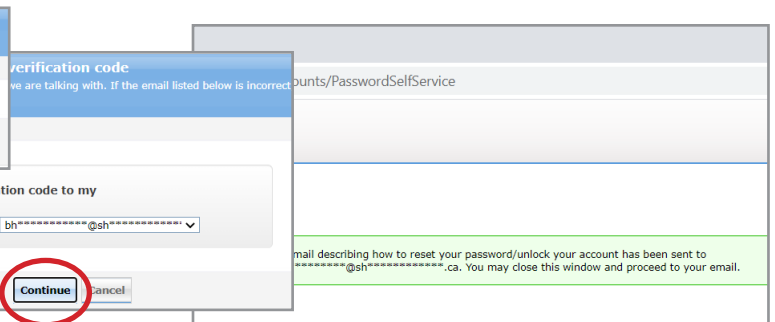 verification code
we are talking with. If the email listed below is incorrect
tion code to my
bh***********@sh************
Continue
Cancel
ounts/PasswordSelfService
mail describing how to reset your password/unlock your account has been sent to
********@sh************.ca. You may close this window and proceed to your email.